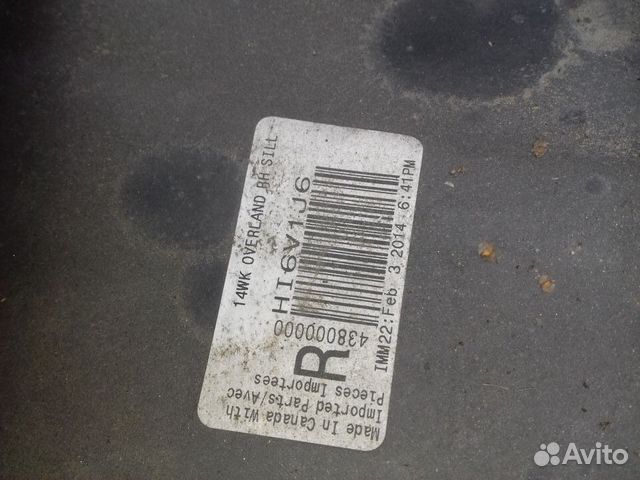 14WK OVERLAND RH SILL
HI6V1J6
438000000
IMM22:Feb 3 2014 6:41PM
R
Made In Canada With
Imported Parts/Avec
Pieces Importees
Avito